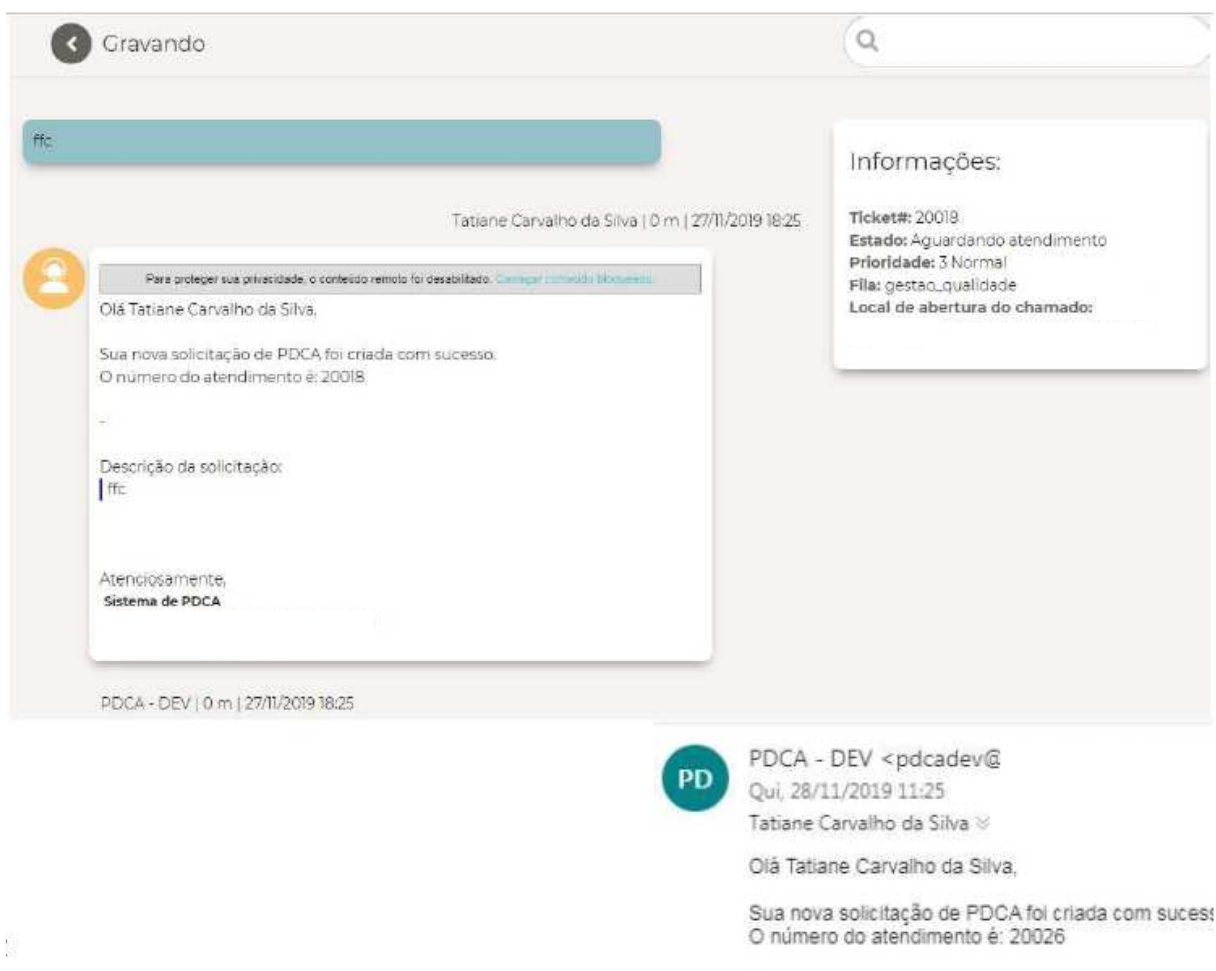 Gravando
ffc
Tatiane Carvalho da Silva | 0 m | 27/11/2019 18:25
Para proteger sua privacidade, o conteúdo remoto foi desabilitado. Carregar conteúdo bloqueado.
Olá Tatiane Carvalho da Silva,
Sua nova solicitação de PDCA foi criada com sucesso.
O número do atendimento é: 20018
-
Descrição da solicitação:
ffc
Atenciosamente,
Sistema de PDCA
PDCA - DEV | 0 m | 27/11/2019 18:25
Informações:
Ticket#: 20018
Estado: Aguardando atendimento
Prioridade: 3 Normal
Fila: gestao_qualidade
Local de abertura do chamado:
PD
PDCA - DEV <pdcadev@
Qui, 28/11/2019 11:25
Tatiane Carvalho da Silva
Olá Tatiane Carvalho da Silva,
Sua nova solicitação de PDCA foi criada com sucess
O número do atendimento é: 20026